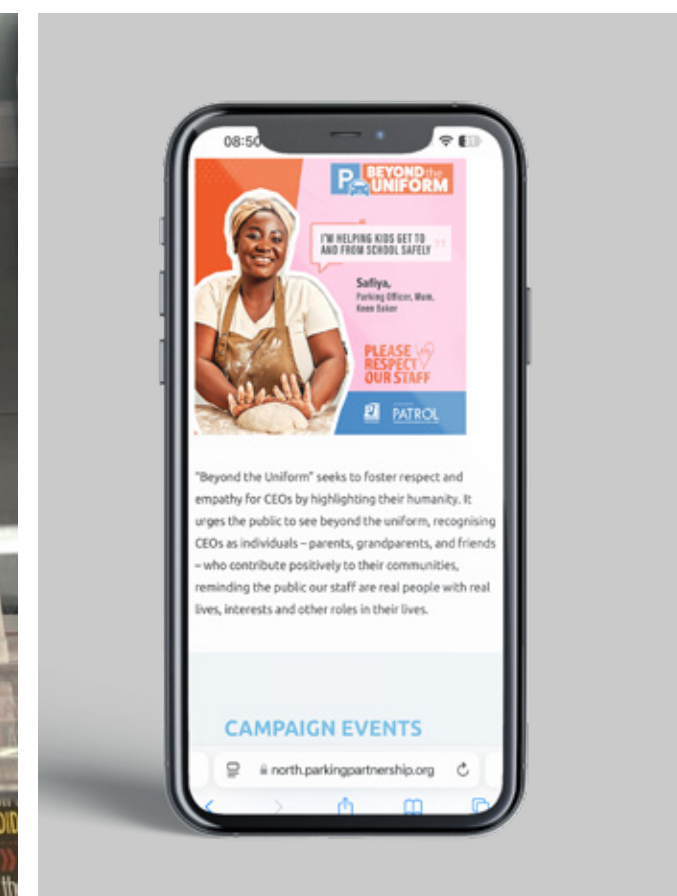 08:50
P BEYOND the
UNIFORM
"
I'M HELPING KIDS GET TO
AND FROM SCHOOL SAFELY "
Safiya,
Parking Officer, Mum,
Keen Baker
PLEASE
RESPECT
OUR STAFF
PATROL
"Beyond the Uniform" seeks to foster respect and
empathy for CEOs by highlighting their humanity. It
urges the public to see beyond the uniform, recognising
CEOs as individuals – parents, grandparents, and friends
– who contribute positively to their communities,
reminding the public our staff are real people with real
lives, interests and other roles in their lives.
CAMPAIGN EVENTS
north.parkingpartnership.org